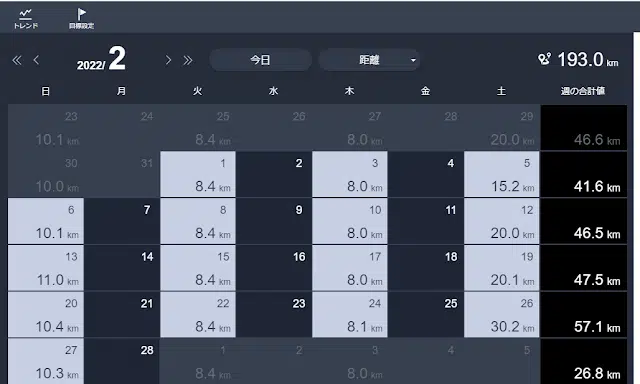 トレンド 目標設定
2022/2 今日 距離 193.0 km
日 月 火 水 木 金 土 週の合計値
23 24 25 26 27 28 29
10.1 km 8.4 km 8.0 km 20.0 km 46.6 km
30 31 1 2 3 4 5
10.0 km 8.4 km 8.0 km 15.2 km 41.6 km
6 7 8 9 10 11 12
10.1 km 8.4 km 8.0 km 20.0 km 46.5 km
13 14 15 16 17 18 19
11.0 km 8.4 km 8.0 km 20.1 km 47.5 km
20 21 22 23 24 25 26
10.4 km 8.4 km 8.1 km 30.2 km 57.1 km
27 28 1 2 3 4 5
10.3 km 8.4 km 8.0 km 26.8 km